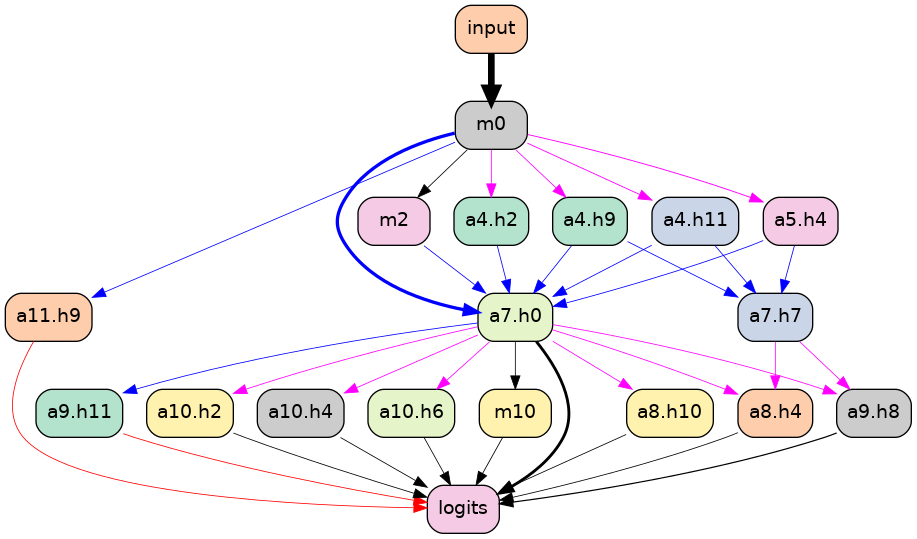 input
m0
m2
a4.h2
a4.h9
a4.h11
a5.h4
a11.h9
a7.h0
a7.h7
a9.h11
a10.h2
a10.h4
a10.h6
m10
a8.h10
a8.h4
a9.h8
logits